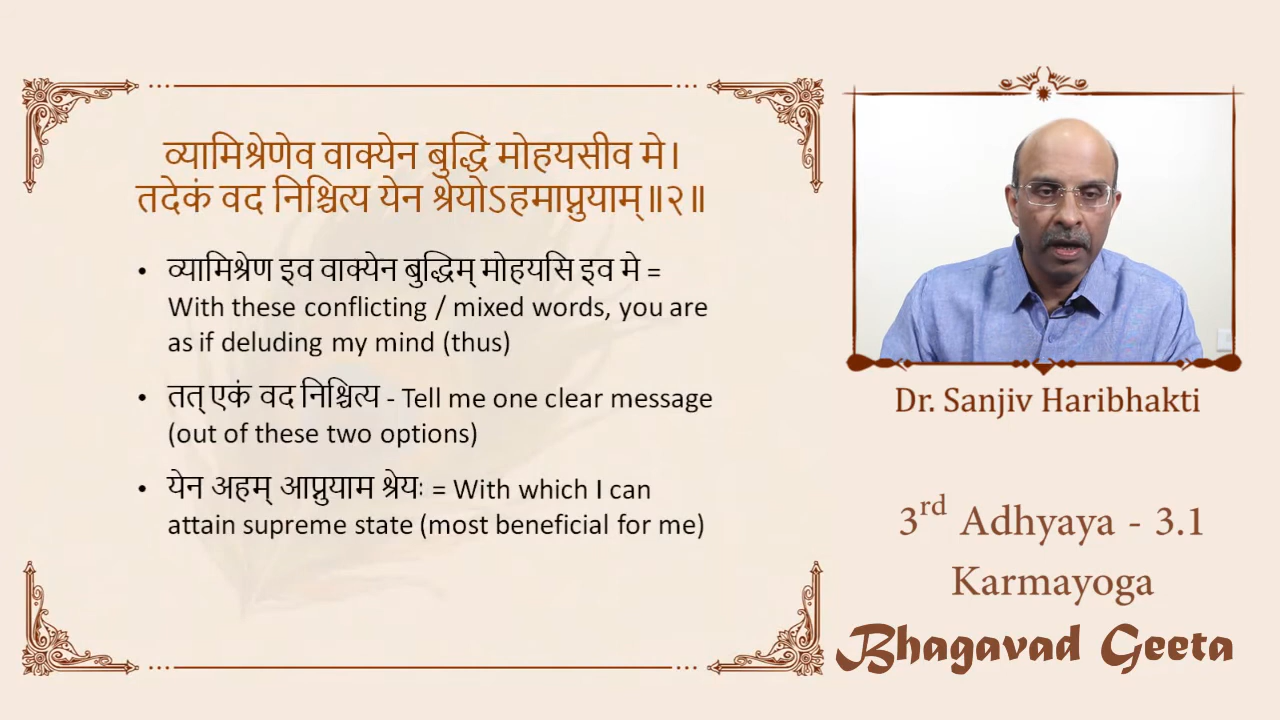 व्यामिश्रेणेव वाक्येन बुद्धिं मोहयसीव मे।
तदेकं वद निश्चित्य येन श्रेयोऽहमाप्नुयाम्॥२॥
• व्यामिश्रेण इव वाक्येन बुद्धिम् मोहयसि इव मे =
With these conflicting / mixed words, you are
as if deluding my mind (thus)
• तत् एकं वद निश्चित्य - Tell me one clear message
(out of these two options)
• येन अहम् आप्नुयाम श्रेयः = With which I can
attain supreme state (most beneficial for me)
Dr. Sanjiv Haribhakti
3rd Adhyaya - 3.1
Karmayoga
Bhagavad Geeta